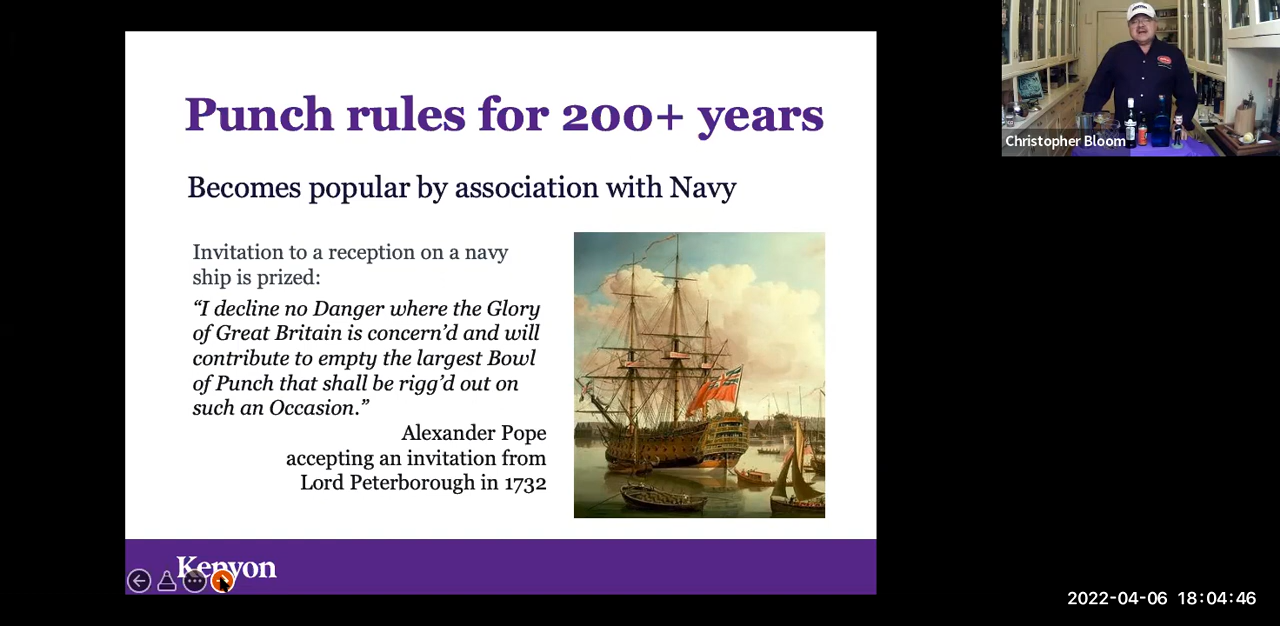 Punch rules for 200+ years
Becomes popular by association with Navy
Invitation to a reception on a navy
ship is prized:
“I decline no Danger where the Glory
of Great Britain is concern’d and will
contribute to empty the largest Bowl
of Punch that shall be rigg’d out on
such an Occasion.”
Alexander Pope
accepting an invitation from
Lord Peterborough in 1732
Kenyon
Christopher Bloom
2022-04-06 18:04:46